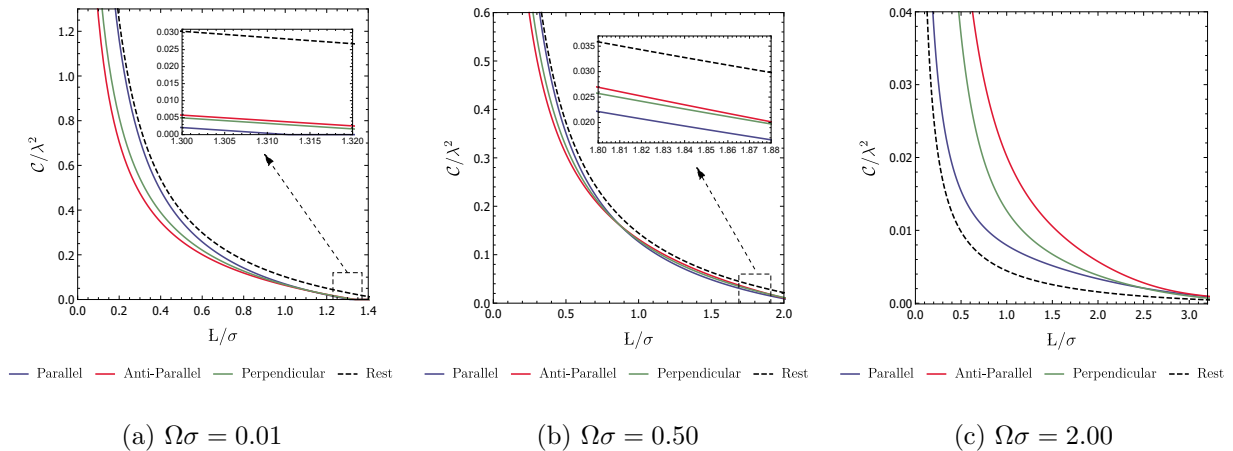 1.2
1.0
0.8
0.6
0.4
0.2
0.0
0.0 0.2 0.4 0.6 0.8 1.0 1.2 1.4
𝒞/λ²
Ł/σ
0.030
0.025
0.020
0.015
0.010
0.005
0.000
1.300 1.305 1.310 1.315 1.320
Parallel Anti-Parallel Perpendicular Rest
(a) Ωσ = 0.01
0.6
0.5
0.4
0.3
0.2
0.1
0.0
0.0 0.5 1.0 1.5 2.0
𝒞/λ²
Ł/σ
0.035
0.030
0.025
0.020
1.80 1.81 1.82 1.83 1.84 1.85 1.86 1.87 1.88
Parallel Anti-Parallel Perpendicular Rest
(b) Ωσ = 0.50
0.04
0.03
0.02
0.01
0.00
0.0 0.5 1.0 1.5 2.0 2.5 3.0
𝒞/λ²
Ł/σ
Parallel Anti-Parallel Perpendicular Rest
(c) Ωσ = 2.00